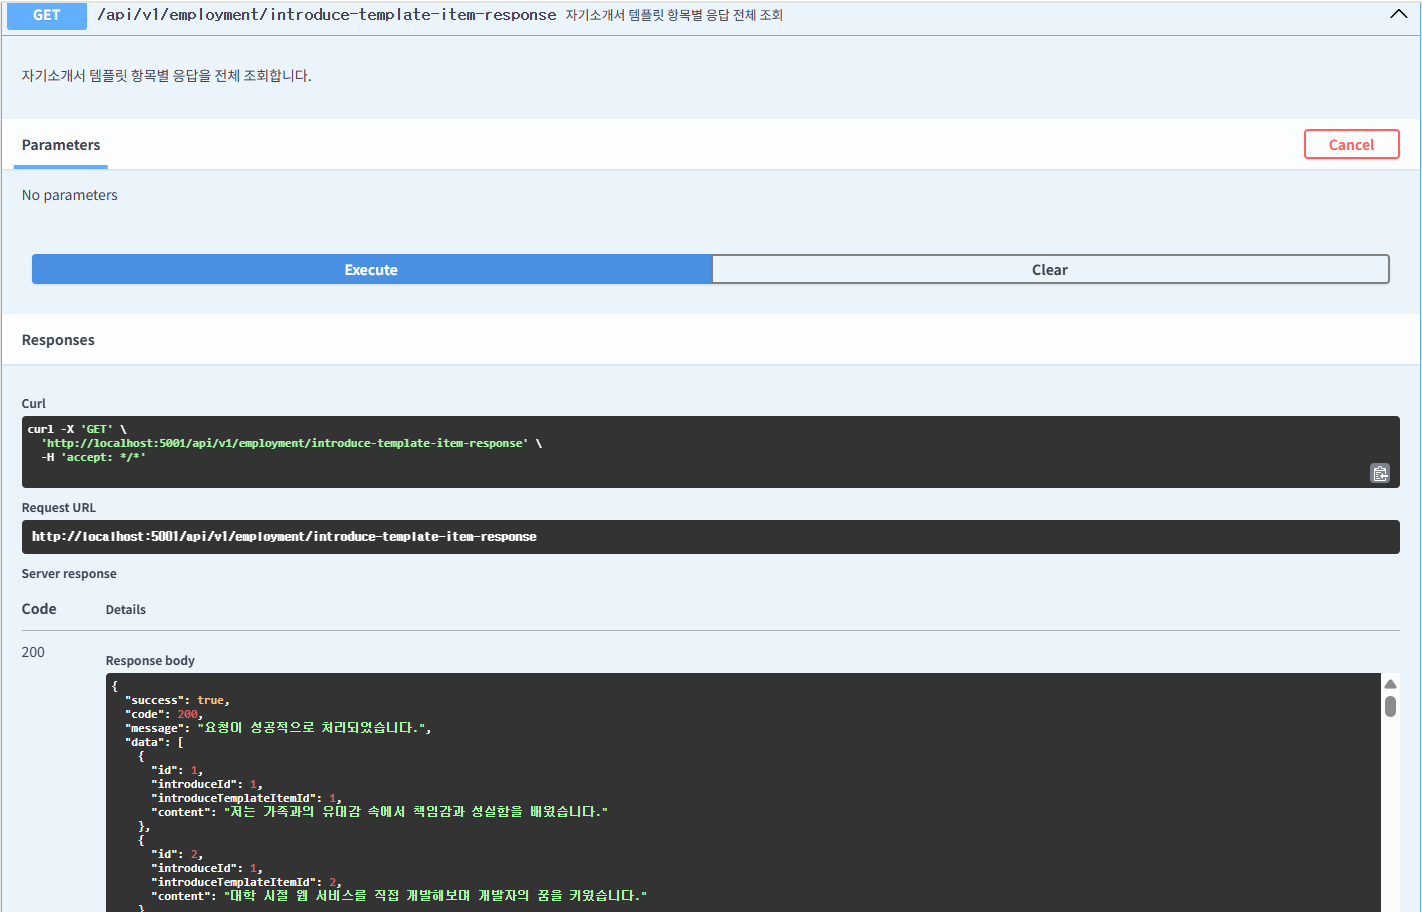 GET /api/v1/employment/introduce-template-item-response 자기소개서 템플릿 항목별 응답 전체 조회
자기소개서 템플릿 항목별 응답을 전체 조회합니다.
Parameters Cancel
No parameters
Execute Clear
Responses
Curl
curl -X 'GET' \
'http://localhost:5001/api/v1/employment/introduce-template-item-response' \
-H 'accept: */*'
Request URL
http://localhost:5001/api/v1/employment/introduce-template-item-response
Server response
Code Details
200
Response body
{
"success": true,
"code": 200,
"message": "요청이 성공적으로 처리되었습니다.",
"data": [
{
"id": 1,
"introduceId": 1,
"introduceTemplateItemId": 1,
"content": "저는 가족과의 유대감 속에서 책임감과 성실함을 배웠습니다."
},
{
"id": 2,
"introduceId": 1,
"introduceTemplateItemId": 2,
"content": "대학 시절 웹 서비스를 직접 개발해보며 개발자의 꿈을 키웠습니다."
}